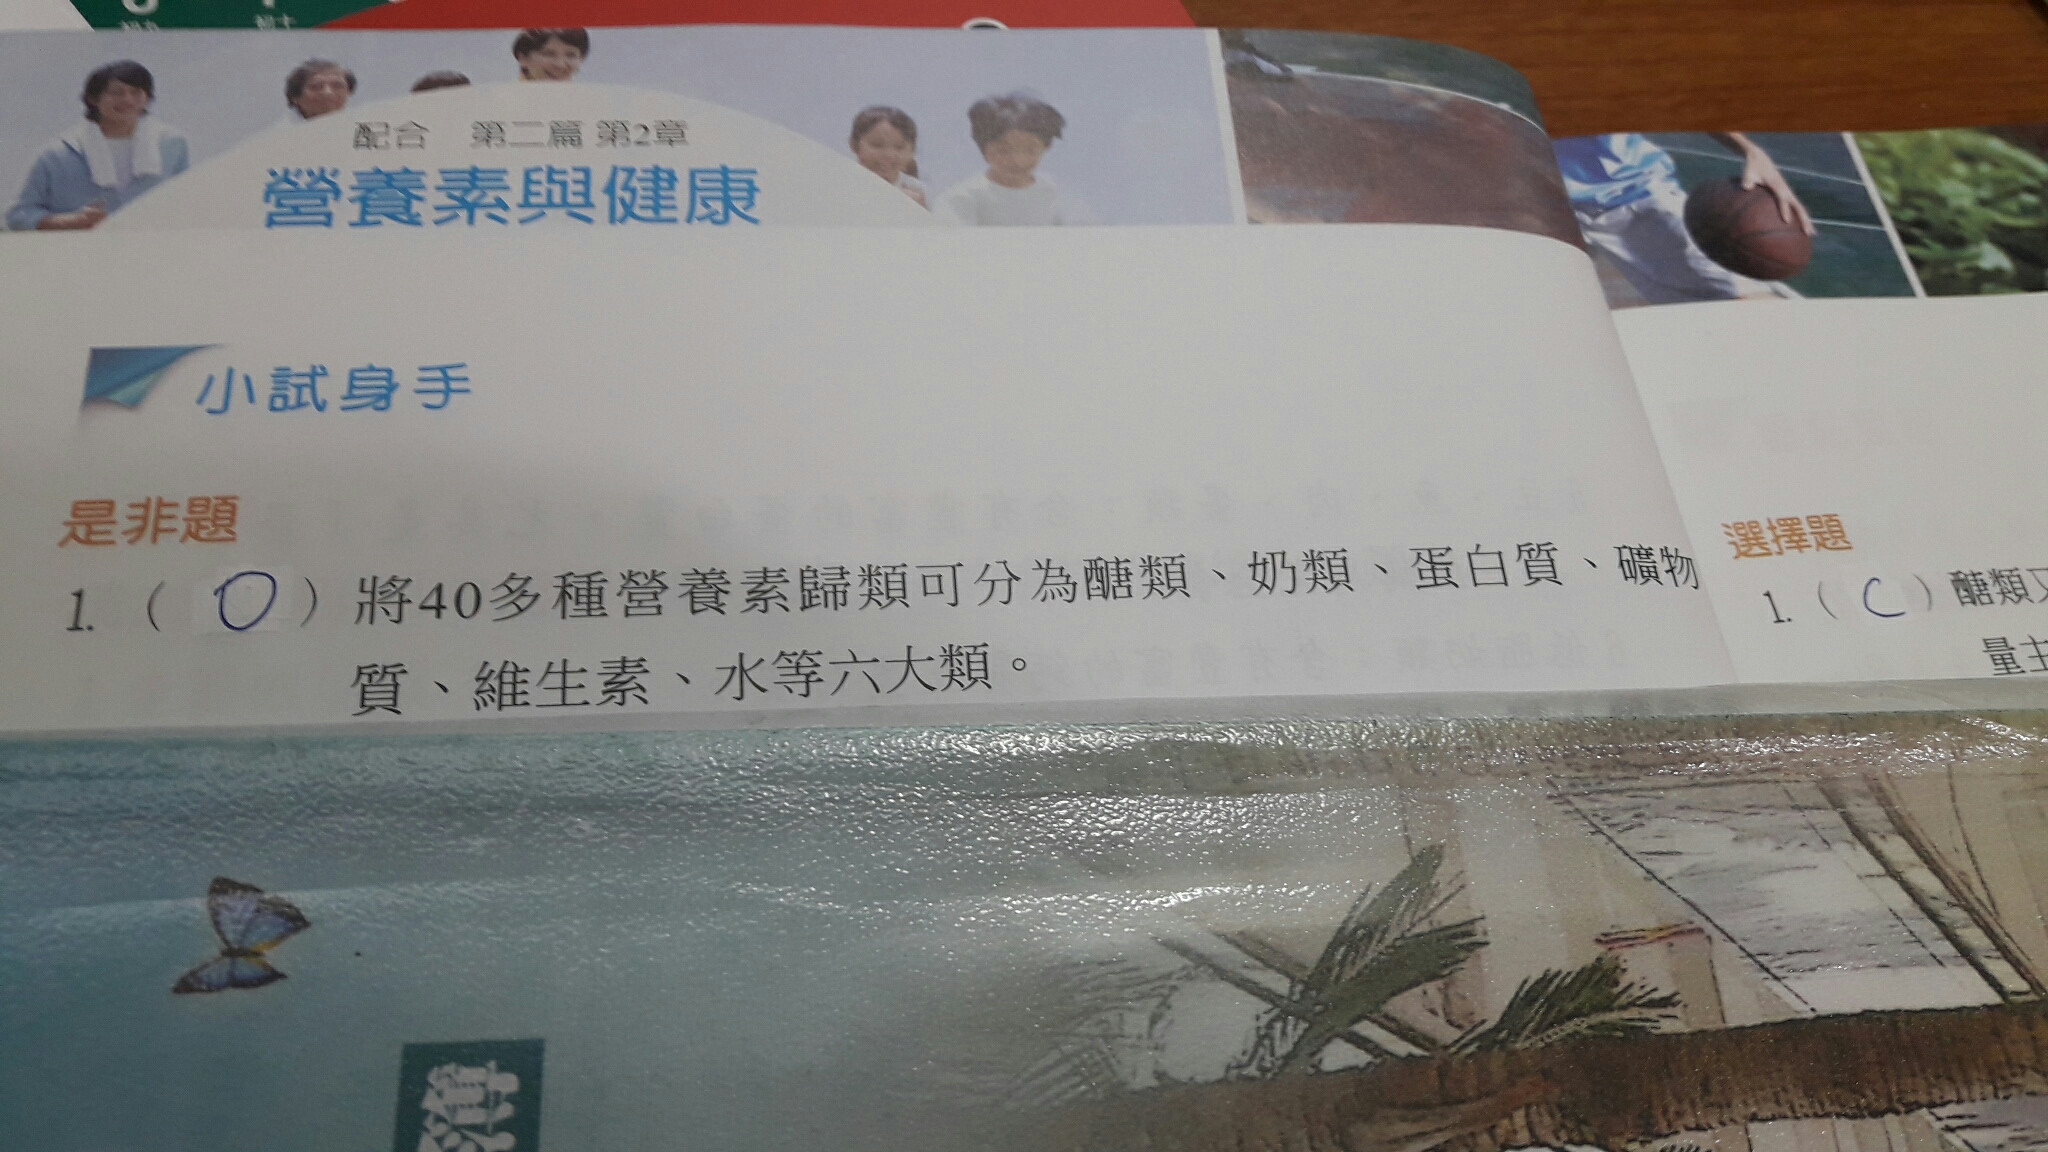 配合 第二篇 第2章
營養素與健康
小試身手
是非題
1.（ O ）將40多種營養素歸類可分為醣類、奶類、蛋白質、礦物
質、維生素、水等六大類。
選擇題
1.（ C ）醣類又
量主